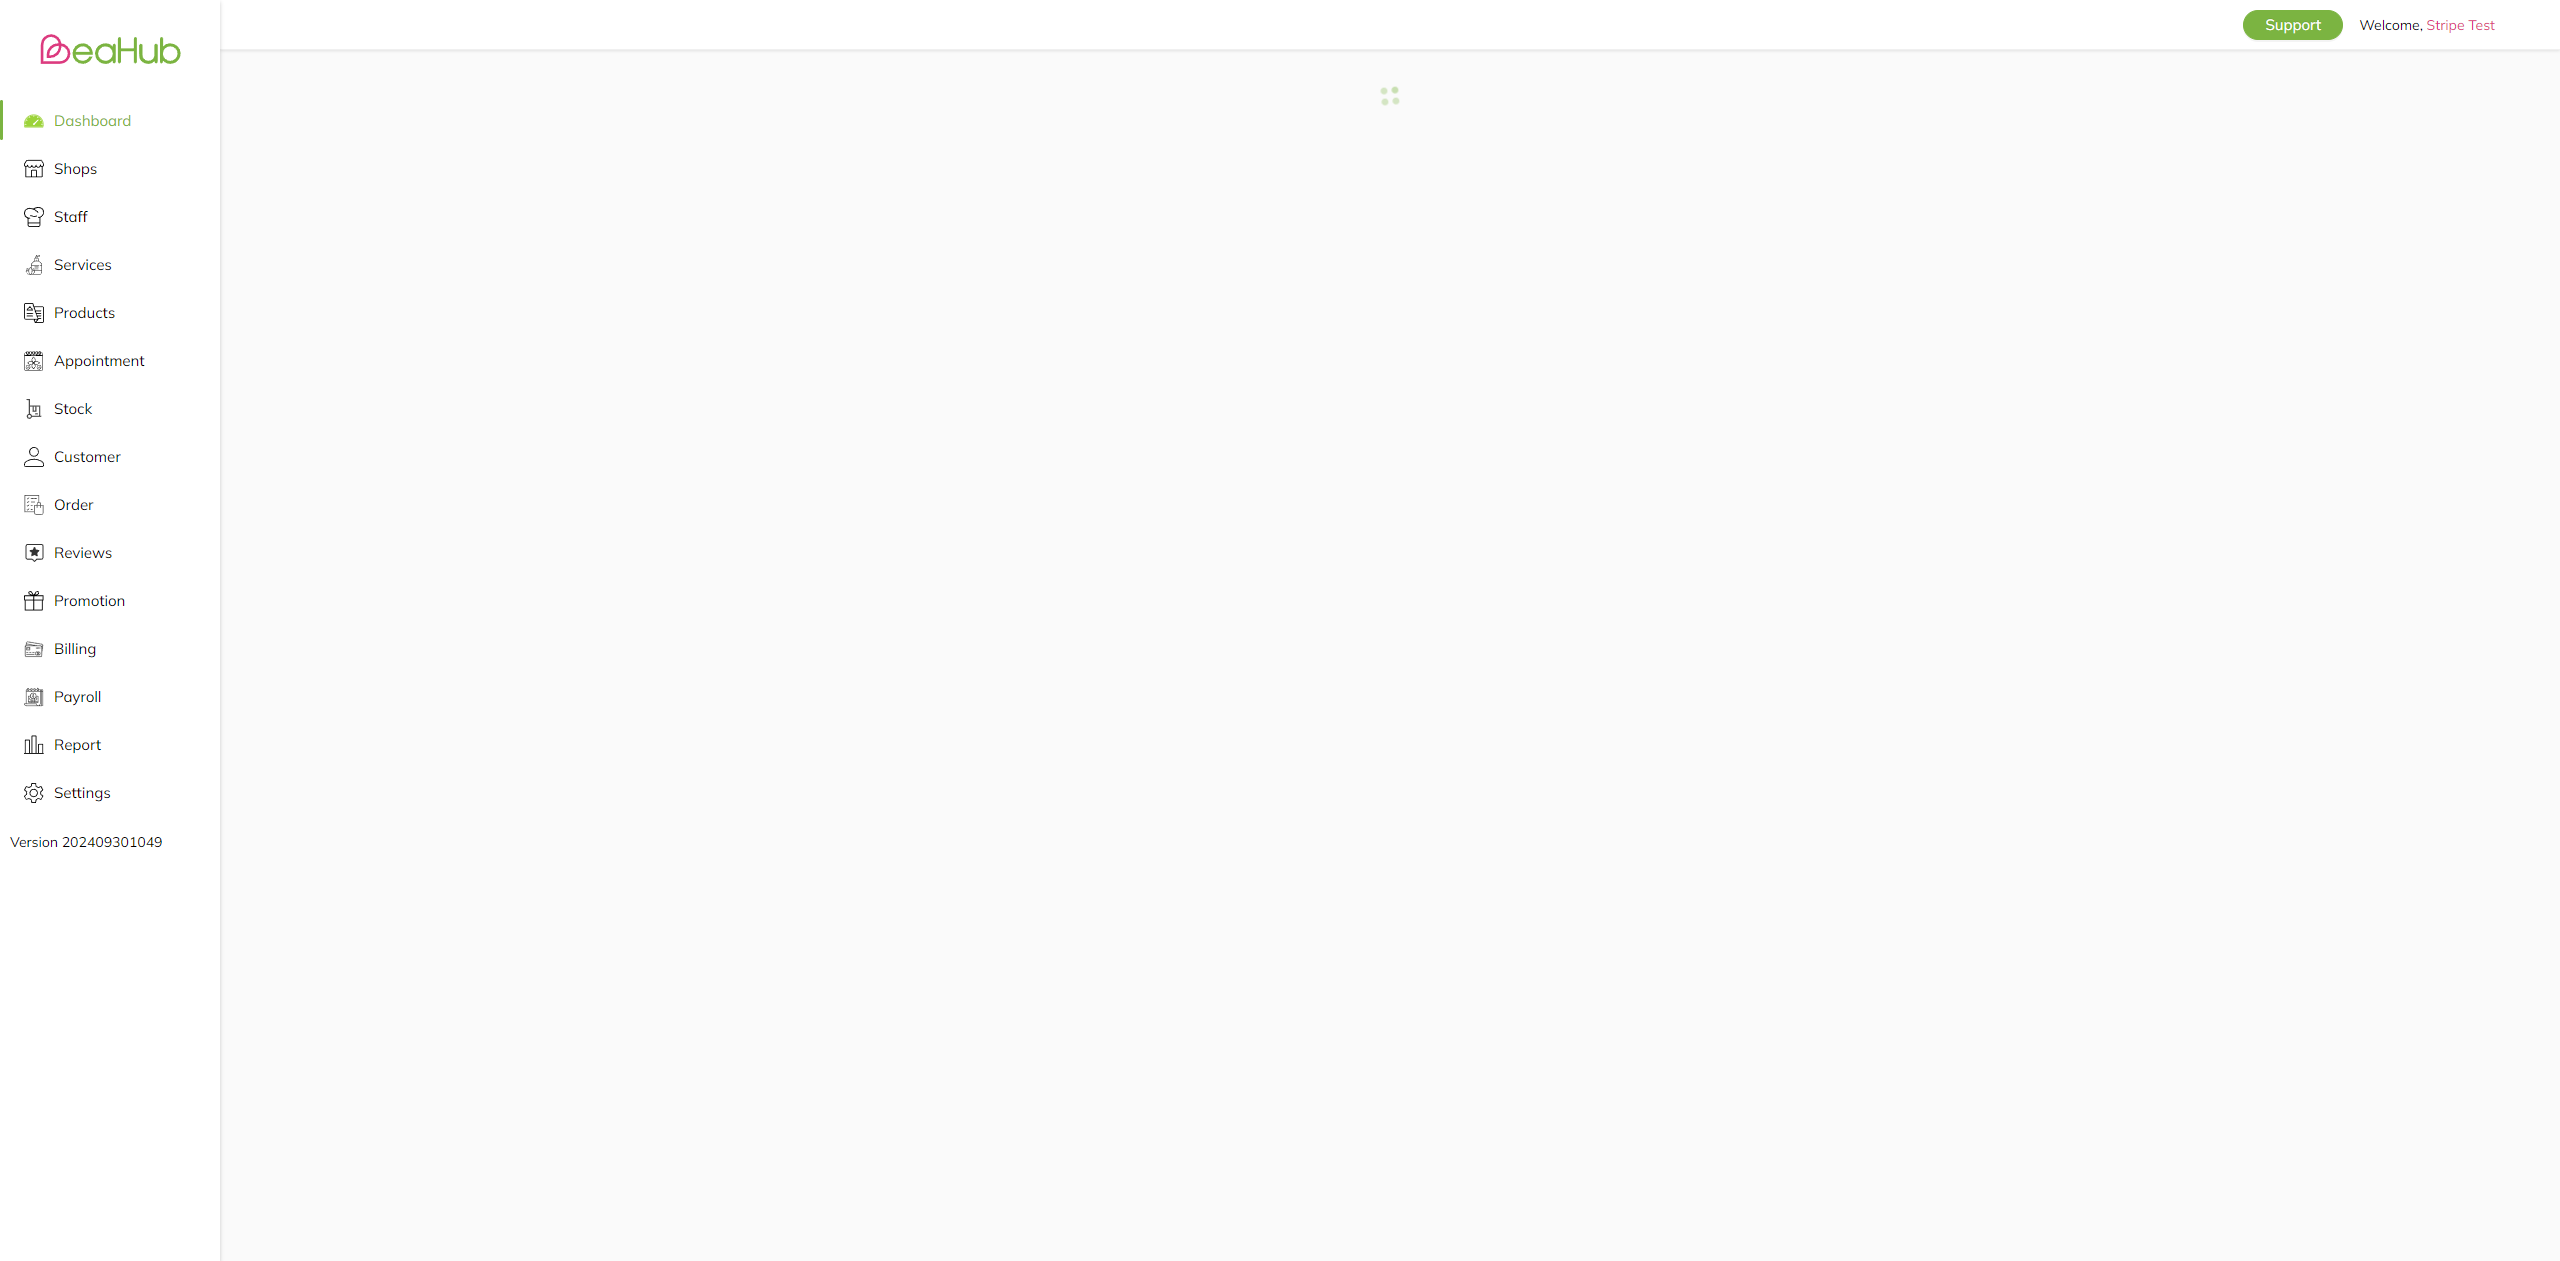 BeaHub
Support
Welcome, Stripe Test
Dashboard
Shops
Staff
Services
Products
Appointment
Stock
Customer
Order
Reviews
Promotion
Billing
Payroll
Report
Settings
Version 202409301049